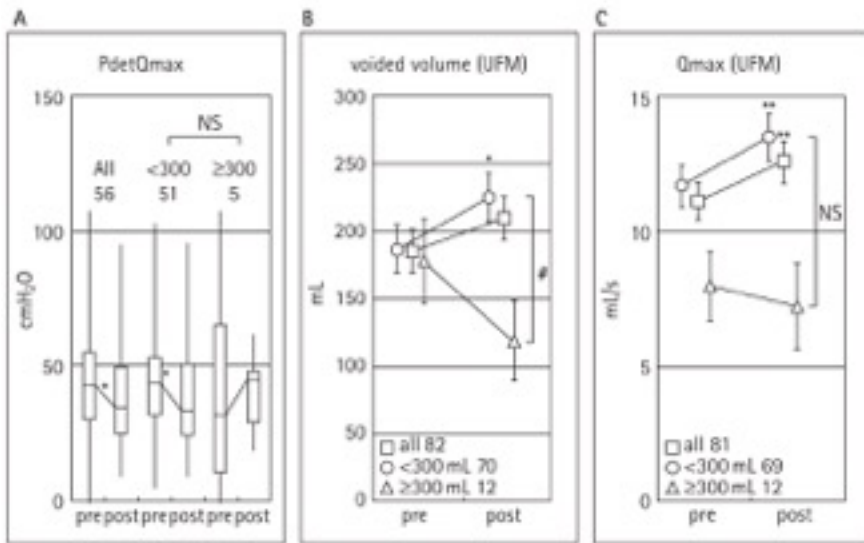 A
PdetQmax
150
100
50
0
cmH₂O
NS
All <300 ≥300
56 51 5
*
*
pre post pre post pre post
B
voided volume (UFM)
300
250
200
150
100
50
0
mL
*
#
all 82
<300 mL 70
≥300 mL 12
pre post
C
Qmax (UFM)
15
10
5
0
mL/s
**
**
NS
all 81
<300 mL 69
≥300 mL 12
pre post